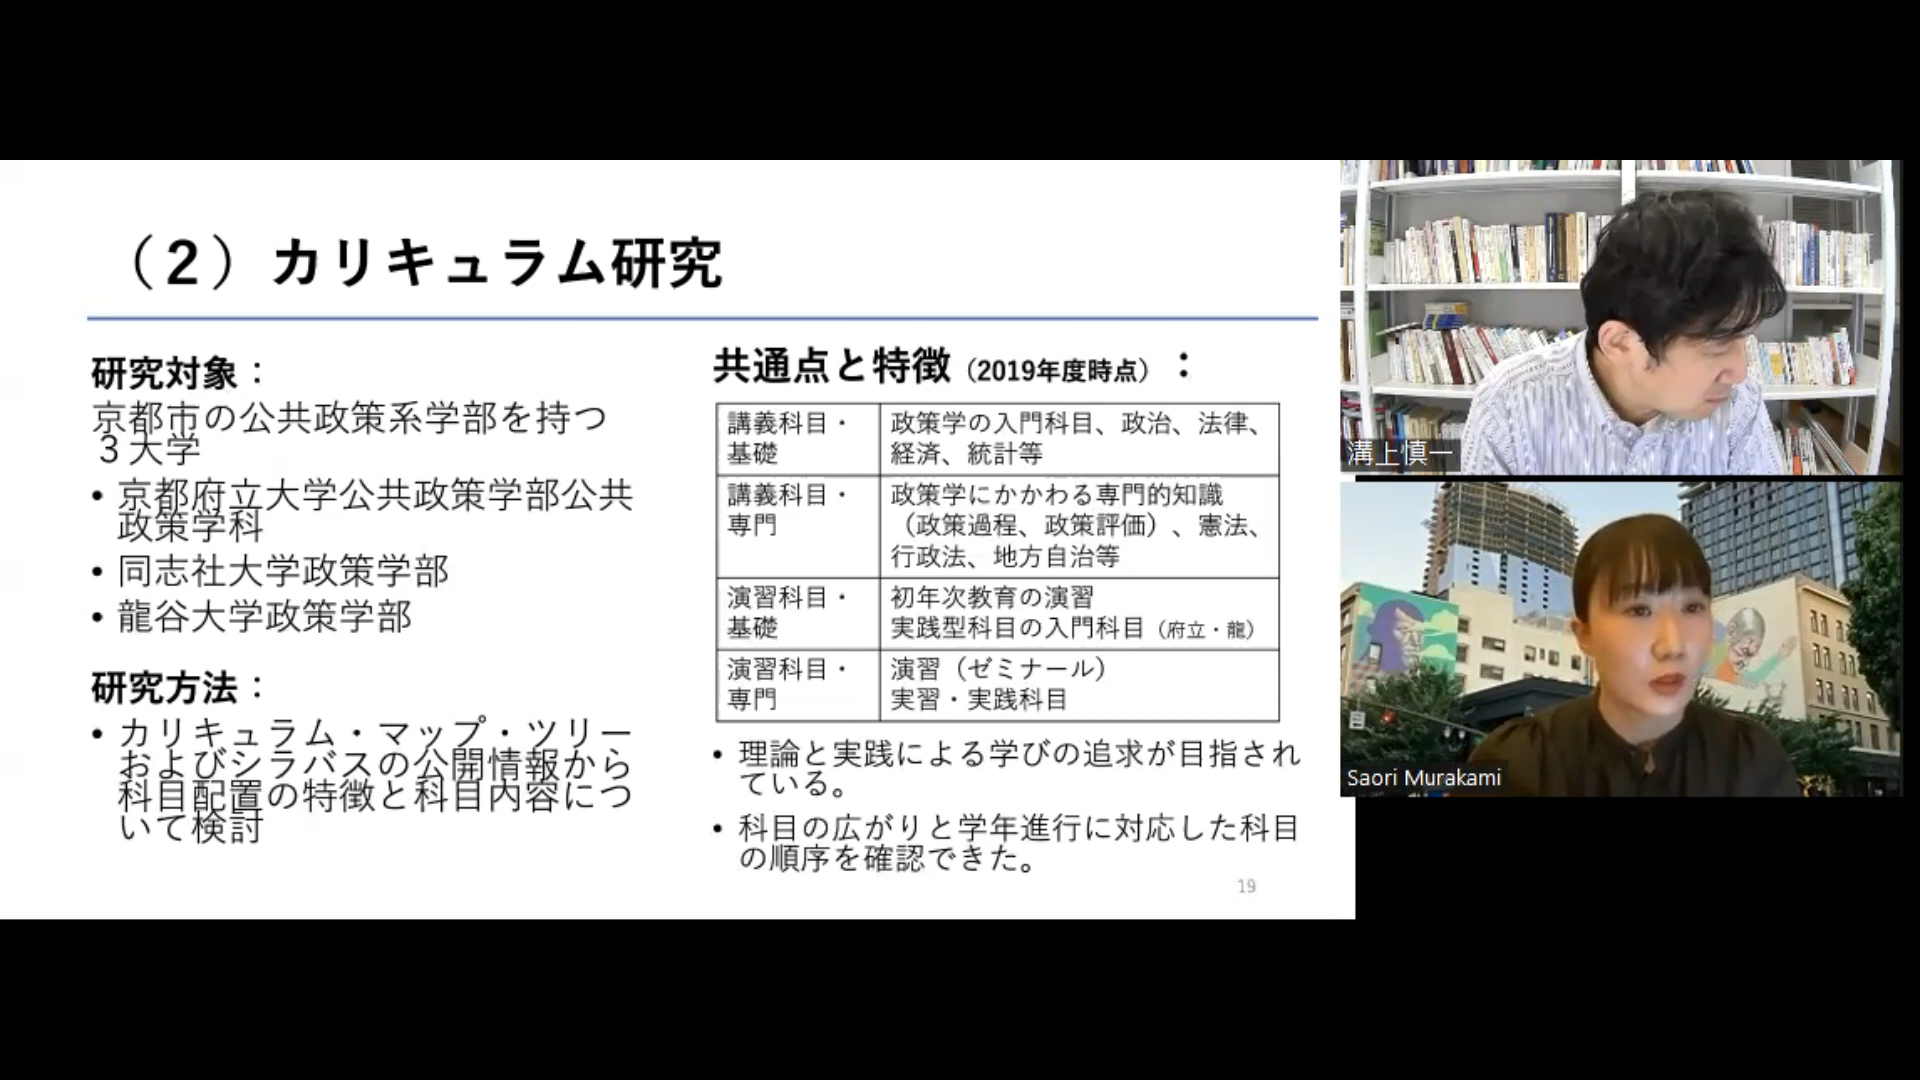 （２）カリキュラム研究
研究対象：
京都市の公共政策系学部を持つ
３大学
• 京都府立大学公共政策学部公共
政策学科
• 同志社大学政策学部
• 龍谷大学政策学部
研究方法：
• カリキュラム・マップ・ツリー
およびシラバスの公開情報から
科目配置の特徴と科目内容につ
いて検討
共通点と特徴（2019年度時点）：
講義科目・
基礎
政策学の入門科目、政治、法律、
経済、統計等
講義科目・
専門
政策学にかかわる専門的知識
（政策過程、政策評価）、憲法、
行政法、地方自治等
演習科目・
基礎
初年次教育の演習
実践型科目の入門科目（府立・龍）
演習科目・
専門
演習（ゼミナール）
実習・実践科目
• 理論と実践による学びの追求が目指され
ている。
• 科目の広がりと学年進行に対応した科目
の順序を確認できた。
19
溝上慎一
Saori Murakami